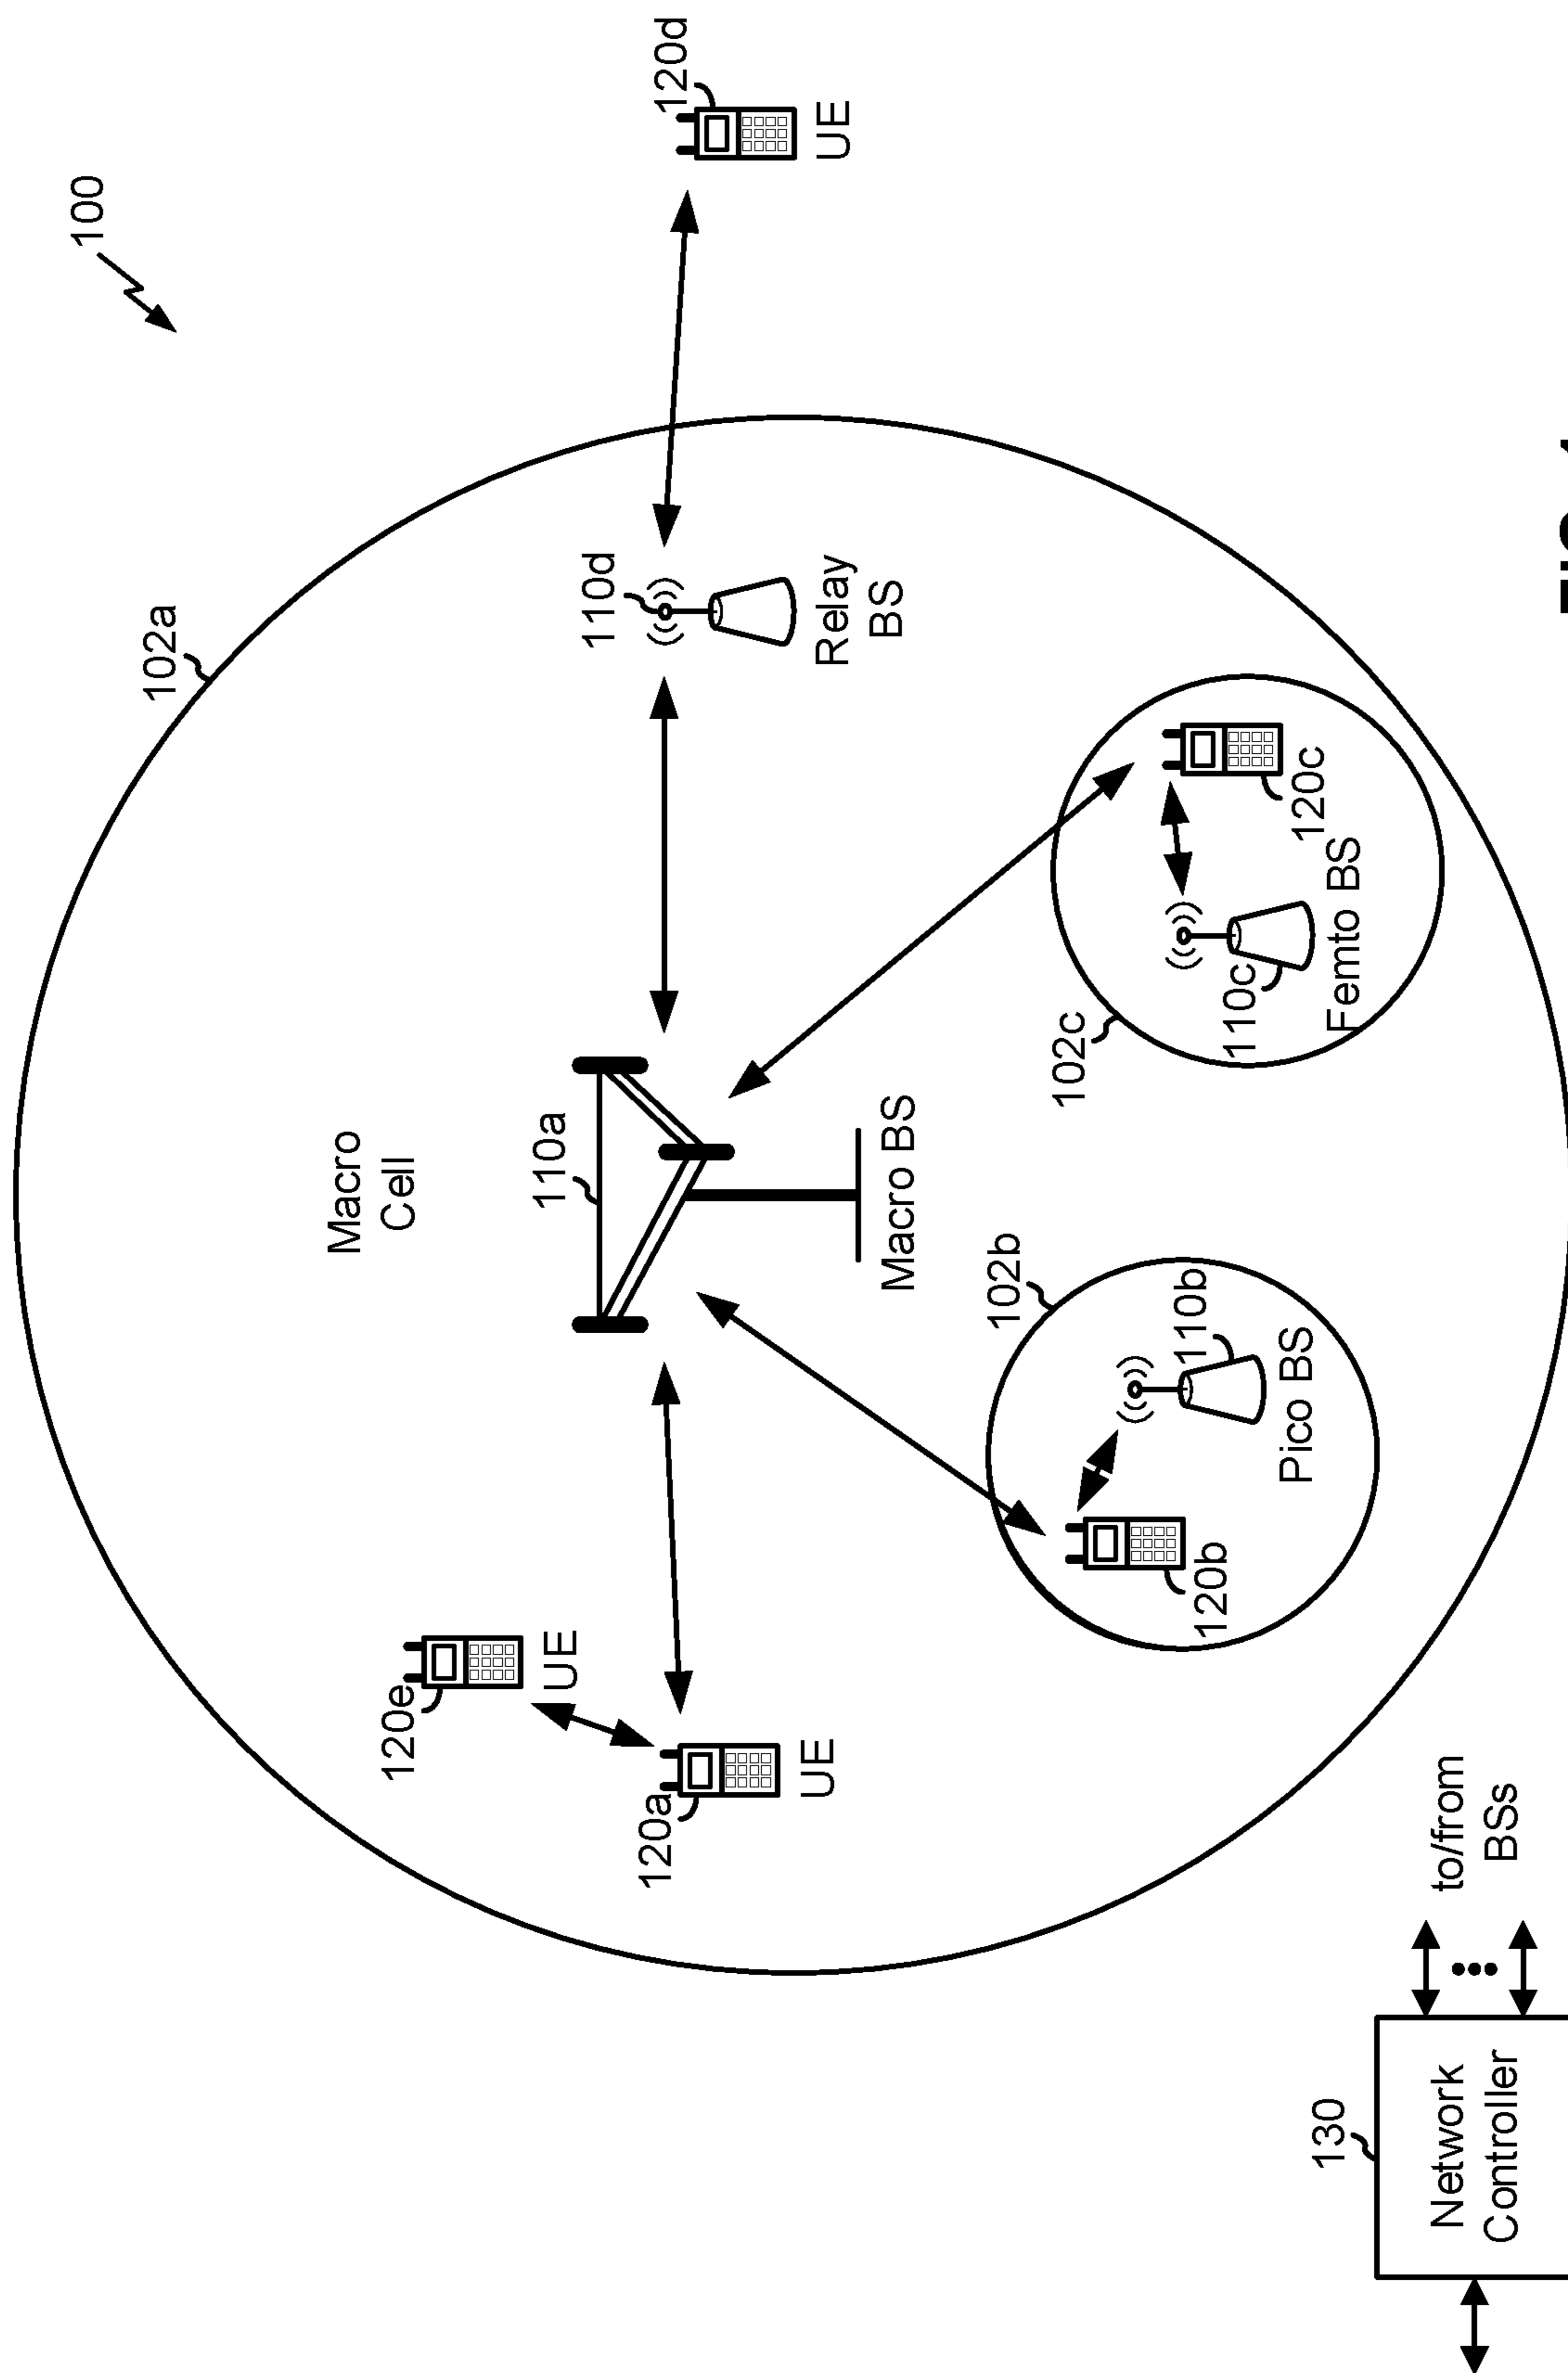 100
102a
Macro
Cell
120e
UE
110a
110d
120d
UE
120a
UE
Relay
BS
Macro BS
102b
102c
110b
Pico BS
120b
110c
120c
Femto BS
130
Network
Controller
to/from
BSs